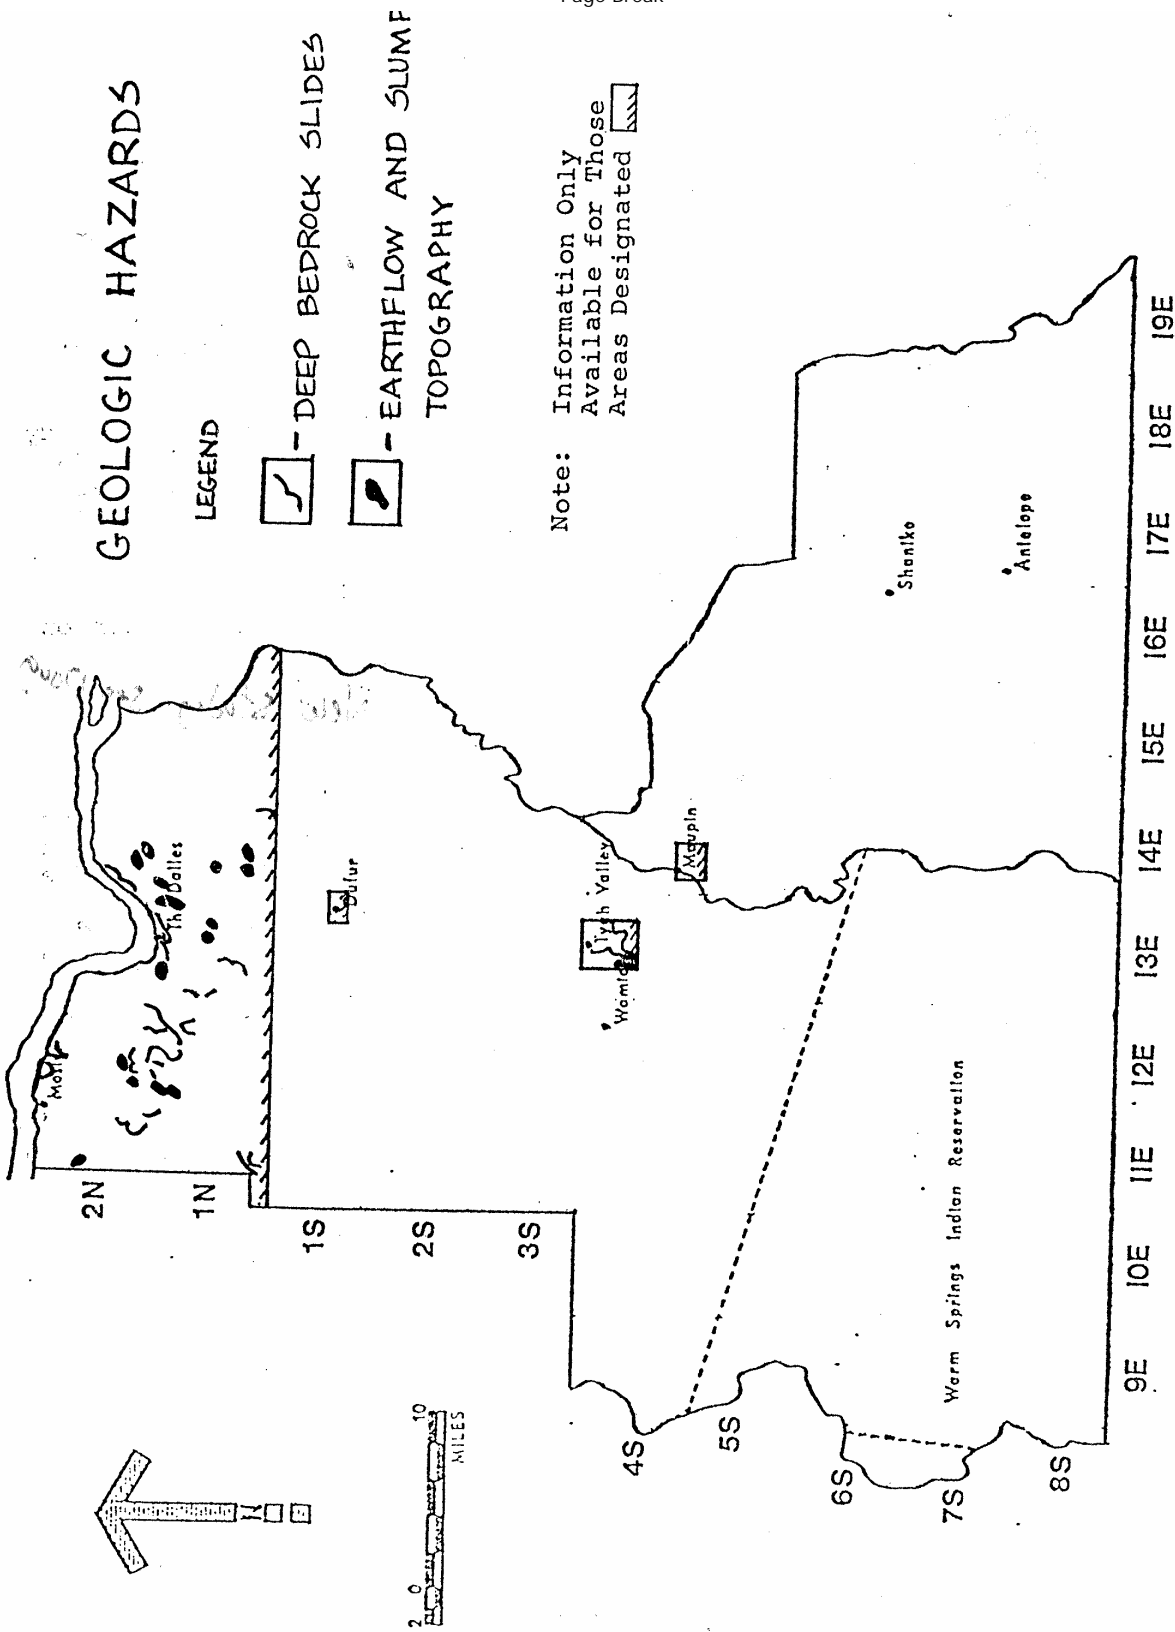 GEOLOGIC HAZARDS
LEGEND
- DEEP BEDROCK SLIDES
- EARTHFLOW AND SLUMP
TOPOGRAPHY
Note: Information Only
Available for Those
Areas Designated
2N
1N
1S
2S
3S
4S
5S
6S
7S
8S
The Dalles
Dufur
Tygh Valley
Wamic
Maupin
Shaniko
Antelope
Warm Springs Indian Reservation
9E
10E
11E
12E
13E
14E
15E
16E
17E
18E
19E
2 0 10
MILES
N